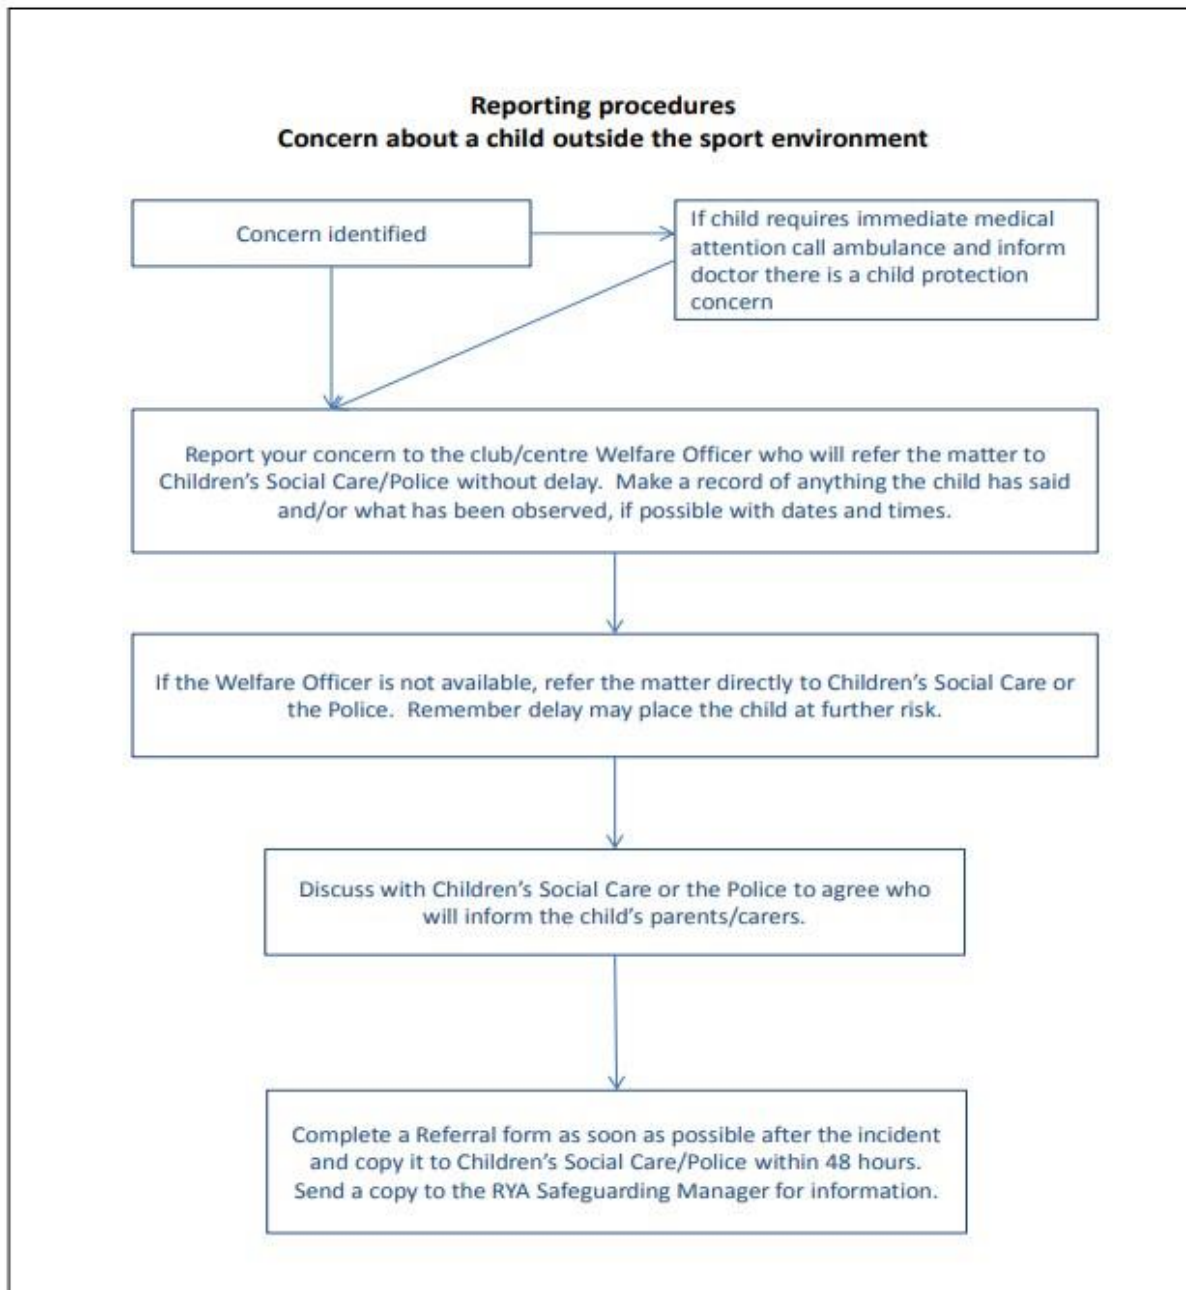 Reporting procedures
Concern about a child outside the sport environment
Concern identified
If child requires immediate medical
attention call ambulance and inform
doctor there is a child protection
concern
Report your concern to the club/centre Welfare Officer who will refer the matter to
Children's Social Care/Police without delay.  Make a record of anything the child has said
and/or what has been observed, if possible with dates and times.
If the Welfare Officer is not available, refer the matter directly to Children's Social Care or
the Police.  Remember delay may place the child at further risk.
Discuss with Children's Social Care or the Police to agree who
will inform the child's parents/carers.
Complete a Referral form as soon as possible after the incident
and copy it to Children's Social Care/Police within 48 hours.
Send a copy to the RYA Safeguarding Manager for information.